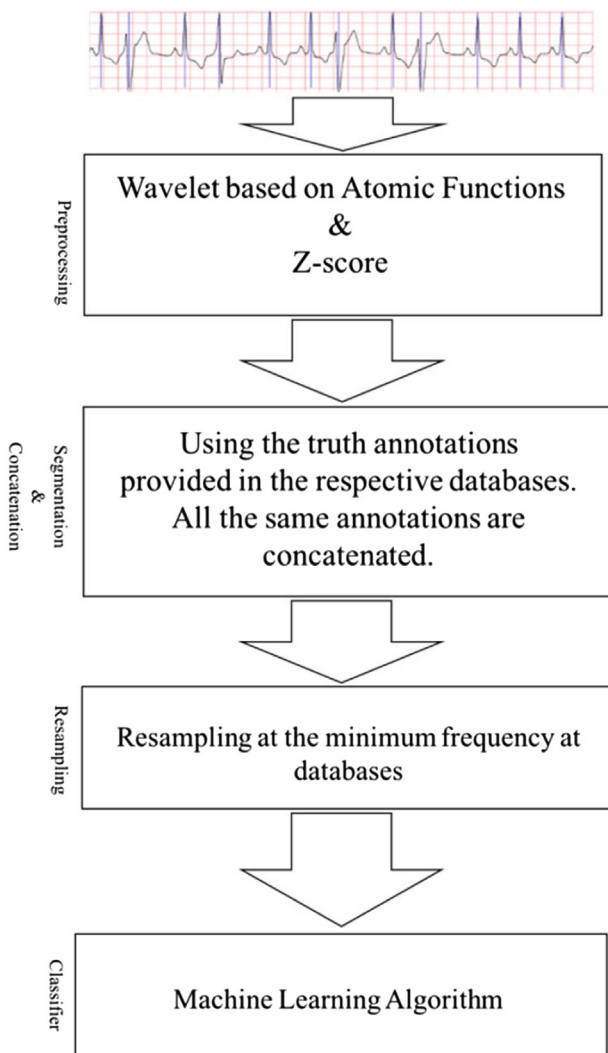 Preprocessing
Wavelet based on Atomic Functions
&
Z-score
Segmentation
&
Concatenation
Using the truth annotations
provided in the respective databases.
All the same annotations are
concatenated.
Resampling
Resampling at the minimum frequency at
databases
Classifier
Machine Learning Algorithm